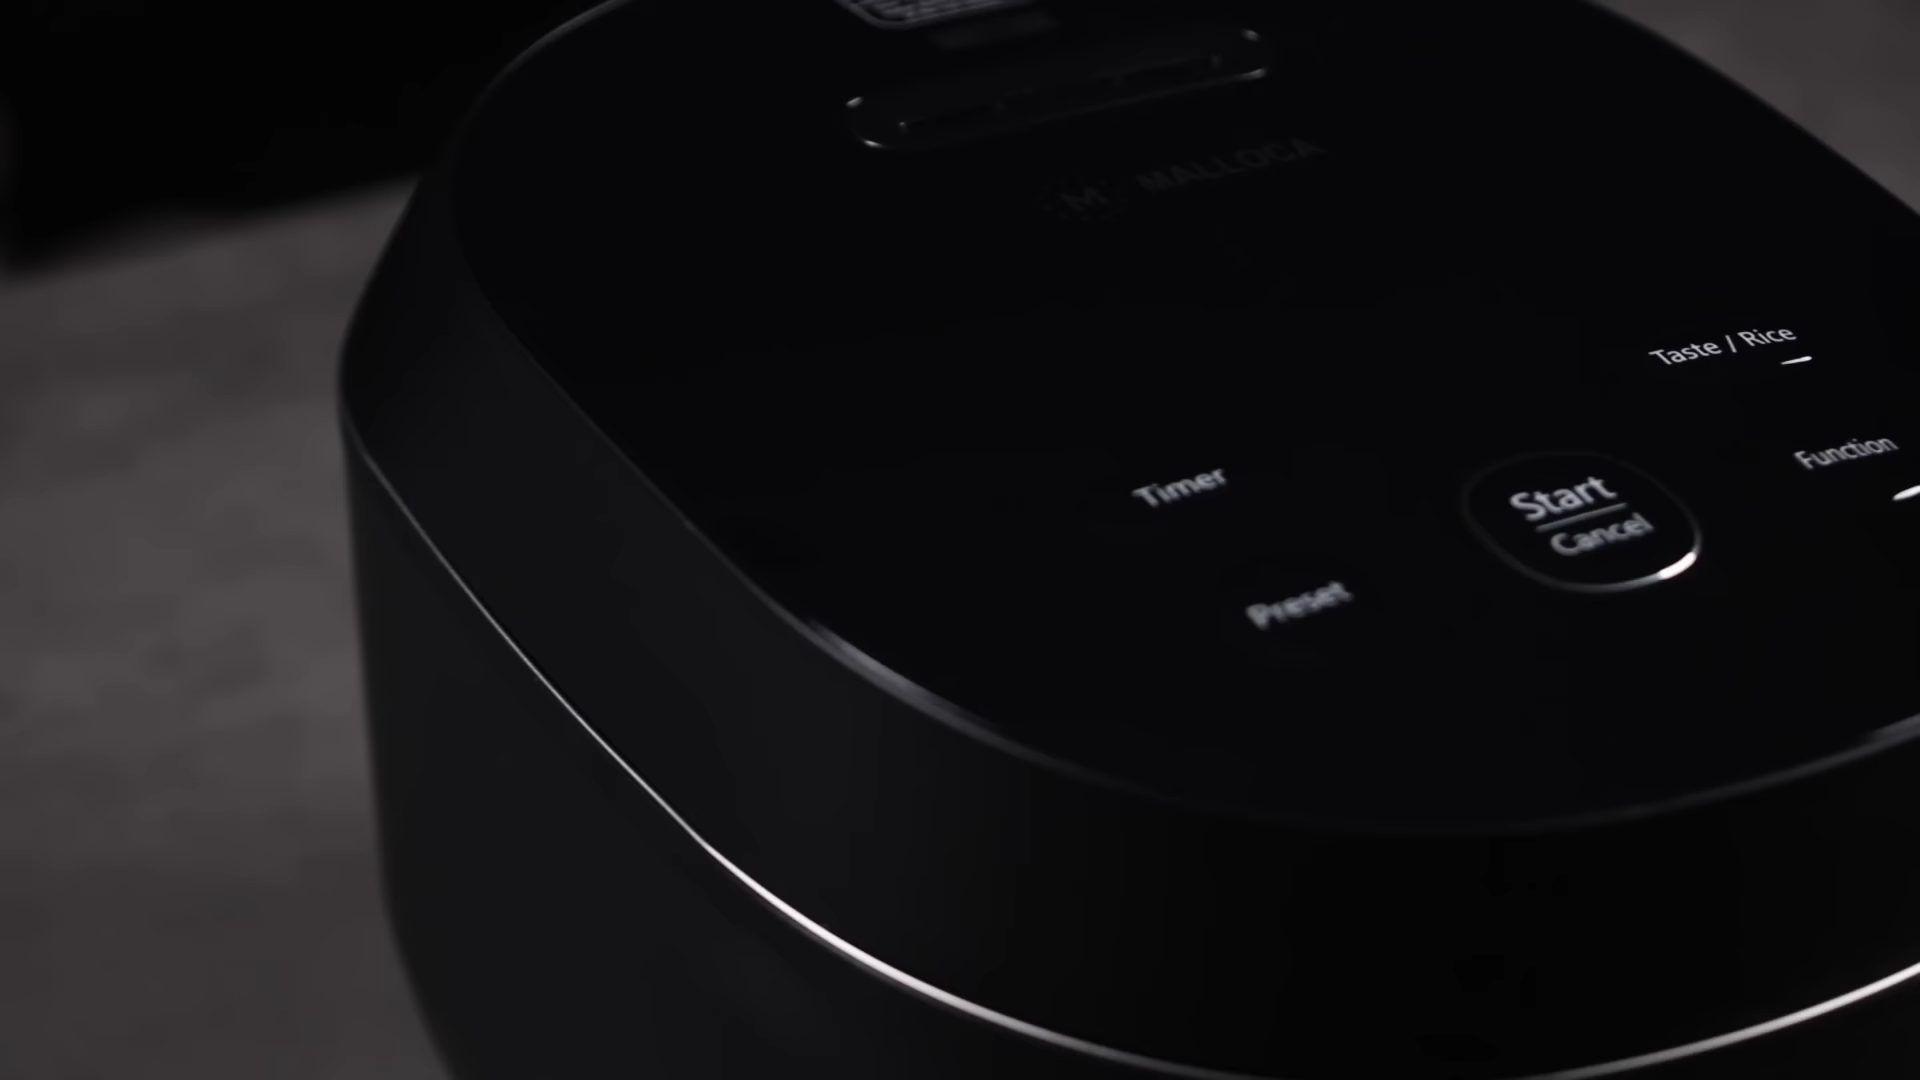 M MALLOCA
Taste / Rice
Function
Timer
Start
Cancel
Preset